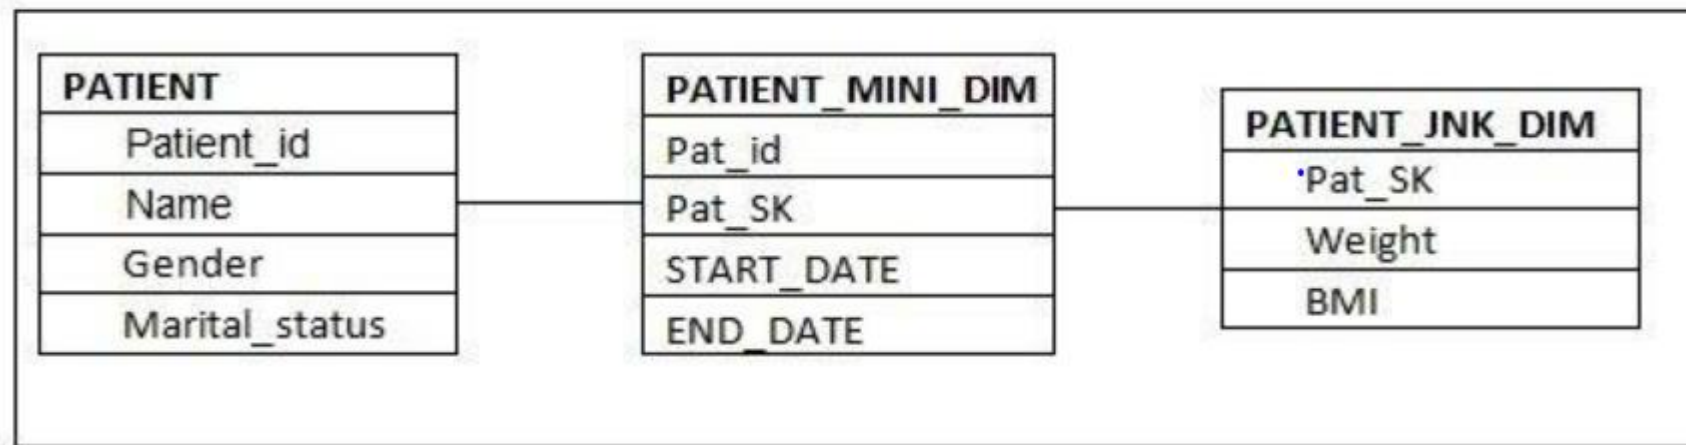 PATIENT
Patient_id
Name
Gender
Marital_status
PATIENT_MINI_DIM
Pat_id
Pat_SK
START_DATE
END_DATE
PATIENT_JNK_DIM
Pat_SK
Weight
BMI